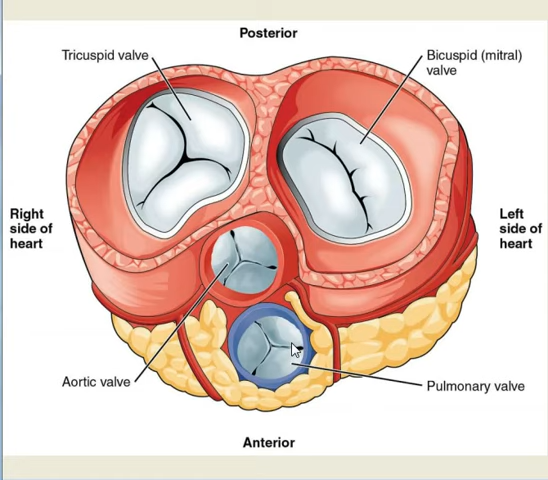 Posterior
Tricuspid valve
Bicuspid (mitral)
valve
Right
side of
heart
Left
side of
heart
Aortic valve
Pulmonary valve
Anterior